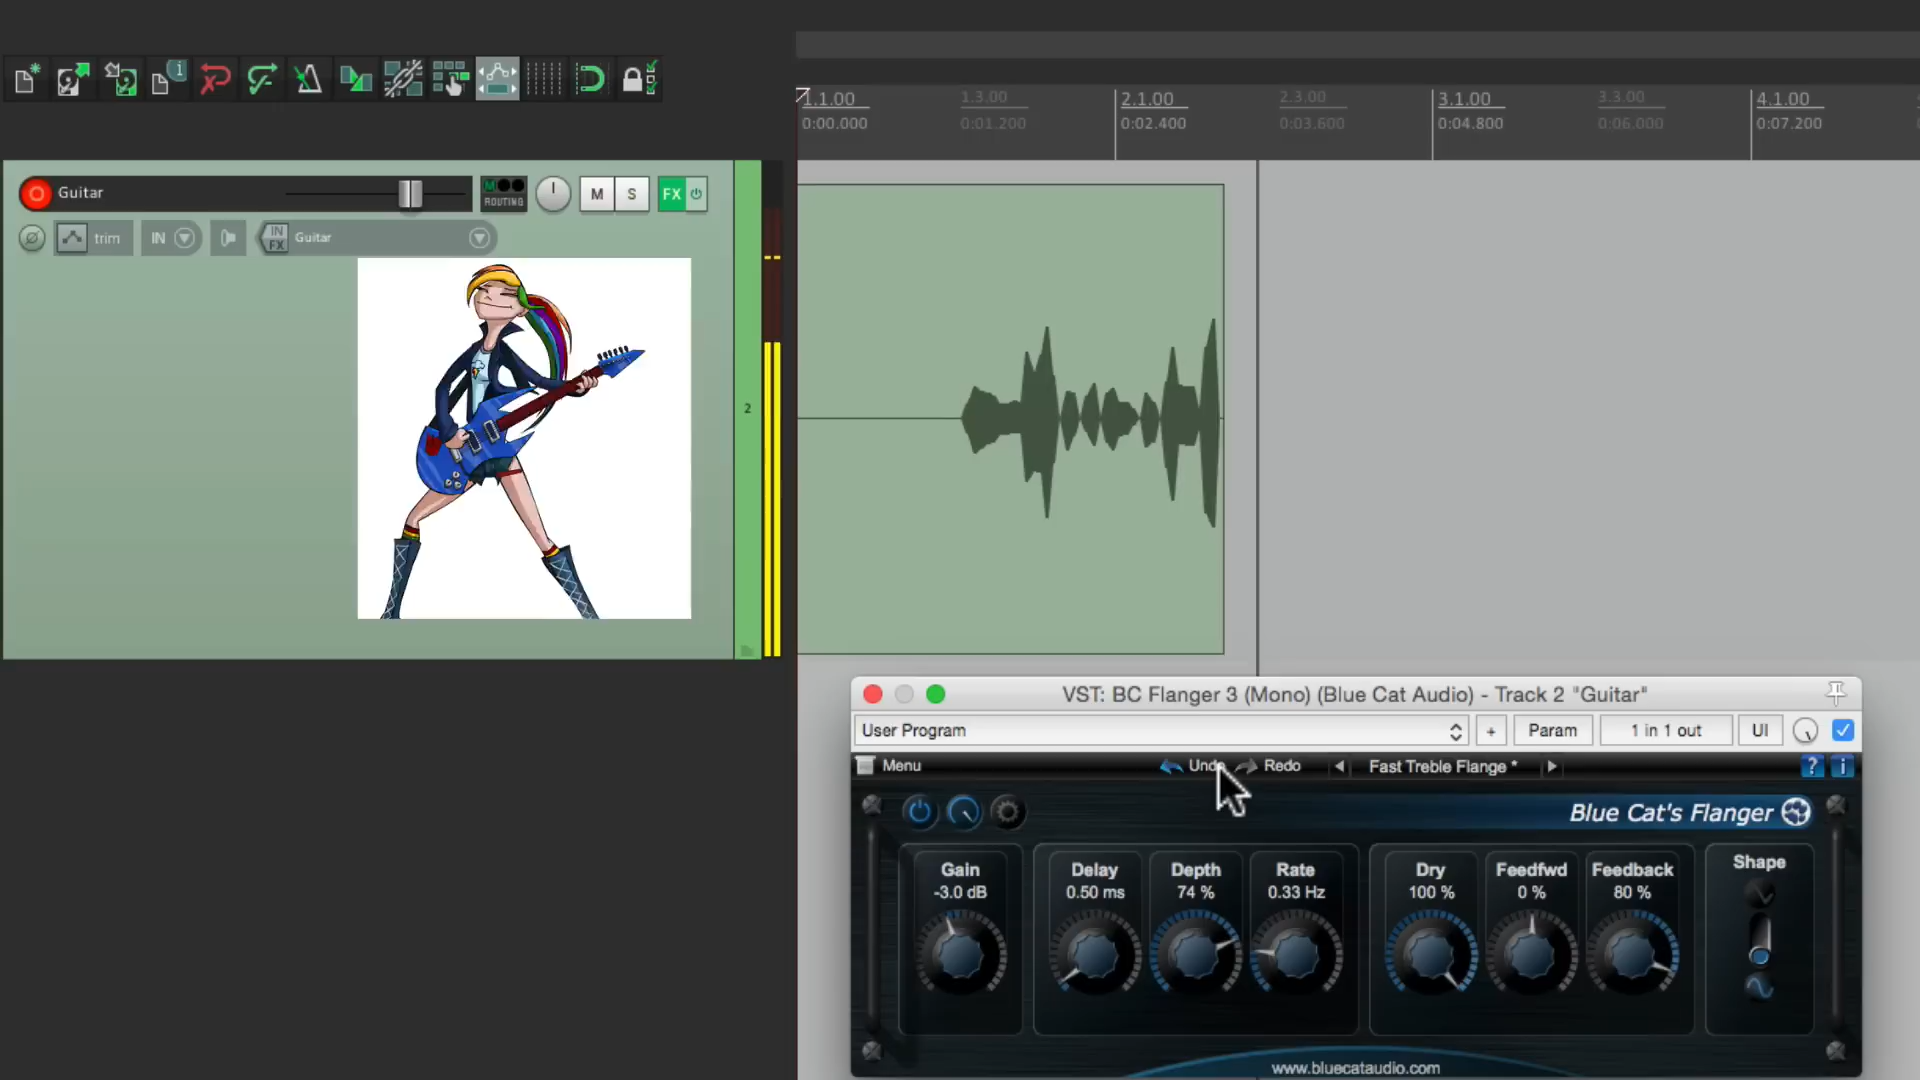 1.1.00 1.3.00 2.1.00 2.3.00 3.1.00 3.3.00 4.1.00
0:00.000 0:01.200 0:02.400 0:03.600 0:04.800 0:06.000 0:07.200
Guitar ROUTING M S FX
trim IN IN FX Guitar
2
VST: BC Flanger 3 (Mono) (Blue Cat Audio) - Track 2 "Guitar"
User Program + Param 1 in 1 out UI
Menu Undo Redo Fast Treble Flange * ? i
Blue Cat's Flanger
Gain Delay Depth Rate Dry Feedfwd Feedback Shape
-3.0 dB 0.50 ms 74 % 0.33 Hz 100 % 0 % 80 %
www.bluecataudio.com